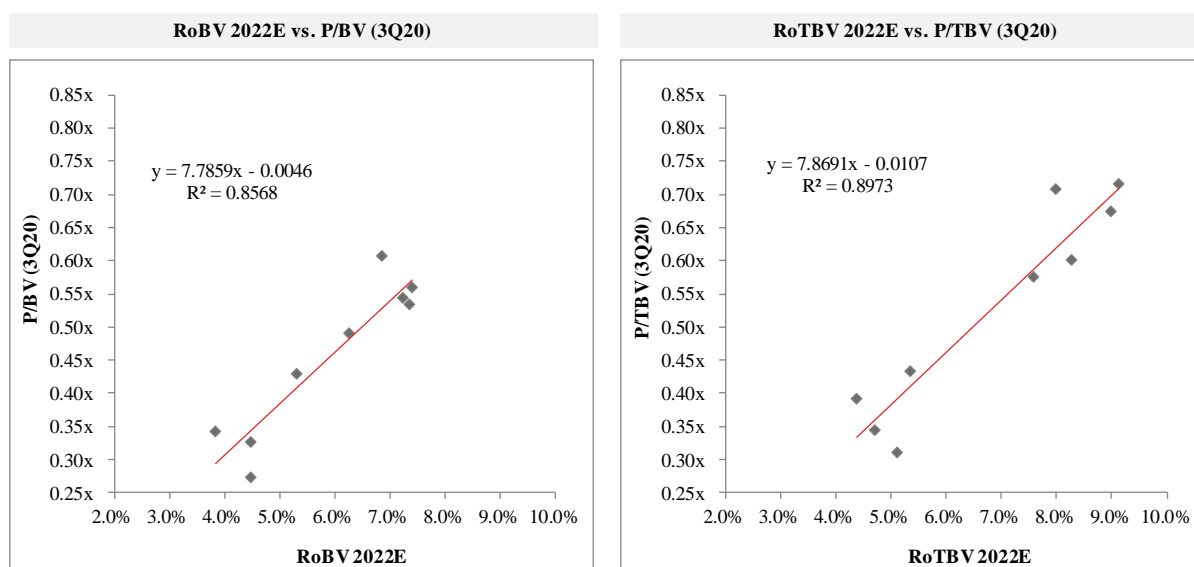 RoBV 2022E vs. P/BV (3Q20)
0.85x
0.80x
0.75x
0.70x
0.65x
0.60x
0.55x
0.50x
0.45x
0.40x
0.35x
0.30x
0.25x
P/BV (3Q20)
y = 7.7859x - 0.0046
R² = 0.8568
2.0% 3.0% 4.0% 5.0% 6.0% 7.0% 8.0% 9.0% 10.0%
RoBV 2022E
RoTBV 2022E vs. P/TBV (3Q20)
0.85x
0.80x
0.75x
0.70x
0.65x
0.60x
0.55x
0.50x
0.45x
0.40x
0.35x
0.30x
0.25x
P/TBV (3Q20)
y = 7.8691x - 0.0107
R² = 0.8973
2.0% 3.0% 4.0% 5.0% 6.0% 7.0% 8.0% 9.0% 10.0%
RoTBV 2022E